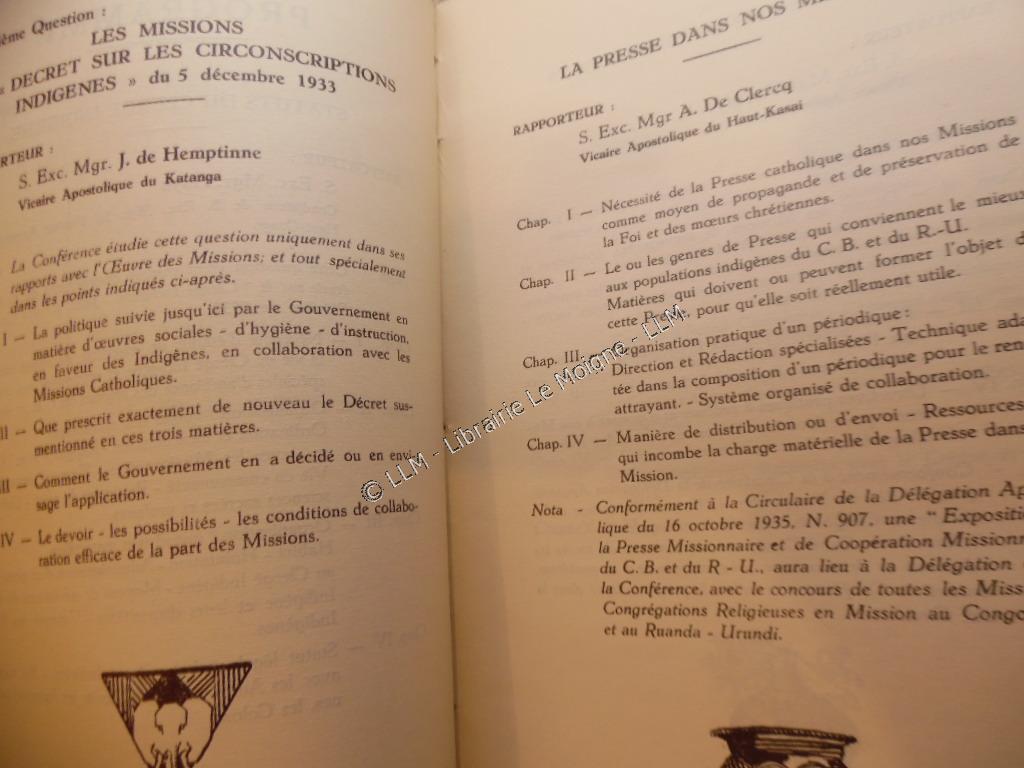 ème Question :
LES MISSIONS
« DECRET SUR LES CIRCONSCRIPTIONS
INDIGENES » du 5 décembre 1933
RTEUR :
S. Exc. Mgr. J. de Hemptinne
Vicaire Apostolique du Katanga
La Conférence étudie cette question uniquement dans ses
rapports avec l'Œuvre des Missions; et tout spécialement
dans les points indiqués ci-après.
I — La politique suivie jusqu'ici par le Gouvernement en
matière d'œuvres sociales - d'hygiène - d'instruction,
en faveur des Indigènes, en collaboration avec les
Missions Catholiques.
II — Que prescrit exactement de nouveau le Décret sus-
mentionné en ces trois matières.
III — Comment le Gouvernement en a décidé ou en envi-
sage l'application.
IV — Le devoir - les possibilités - les conditions de collabo-
ration efficace de la part des Missions.
LA PRESSE DANS NOS
RAPPORTEUR :
S. Exc. Mgr A. De Clercq
Vicaire Apostolique du Haut-Kasai
Chap. I — Nécessité de la Presse catholique dans nos Missions
comme moyen de propagande et de préservation de
la Foi et des mœurs chrétiennes.
Chap. II — Le ou les genres de Presse qui conviennent le mieux
aux populations indigènes du C. B. et du R.-U.
Matières qui doivent ou peuvent former l'objet d
cette Presse, pour qu'elle soit réellement utile.
Chap. III — Organisation pratique d'un périodique :
Direction et Rédaction spécialisées - Technique ada
tée dans la composition d'un périodique pour le ren
attrayant. - Système organisé de collaboration.
Chap. IV — Manière de distribution ou d'envoi - Ressources
qui incombe la charge matérielle de la Presse dans
Mission.
Nota - Conformément à la Circulaire de la Délégation Ap
lique du 16 octobre 1935, N. 907, une "Expositi
la Presse Missionnaire et de Coopération Missionn
du C. B. et du R - U., aura lieu à la Délégation
la Conférence, avec le concours de toutes les Miss
Congrégations Religieuses en Mission au Congo
et au Ruanda - Urundi.
© LLM - Librairie Le Moigne - LLM